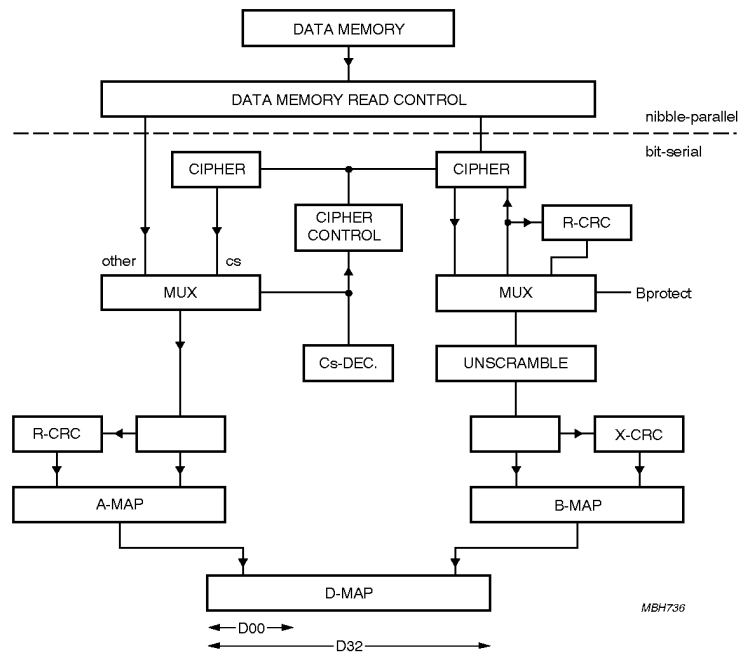 DATA MEMORY
DATA MEMORY READ CONTROL
nibble-parallel
bit-serial
CIPHER
CIPHER
CIPHER
CONTROL
R-CRC
other
cs
MUX
MUX
Bprotect
Cs-DEC.
UNSCRAMBLE
R-CRC
X-CRC
A-MAP
B-MAP
D-MAP
MBH736
D00
D32